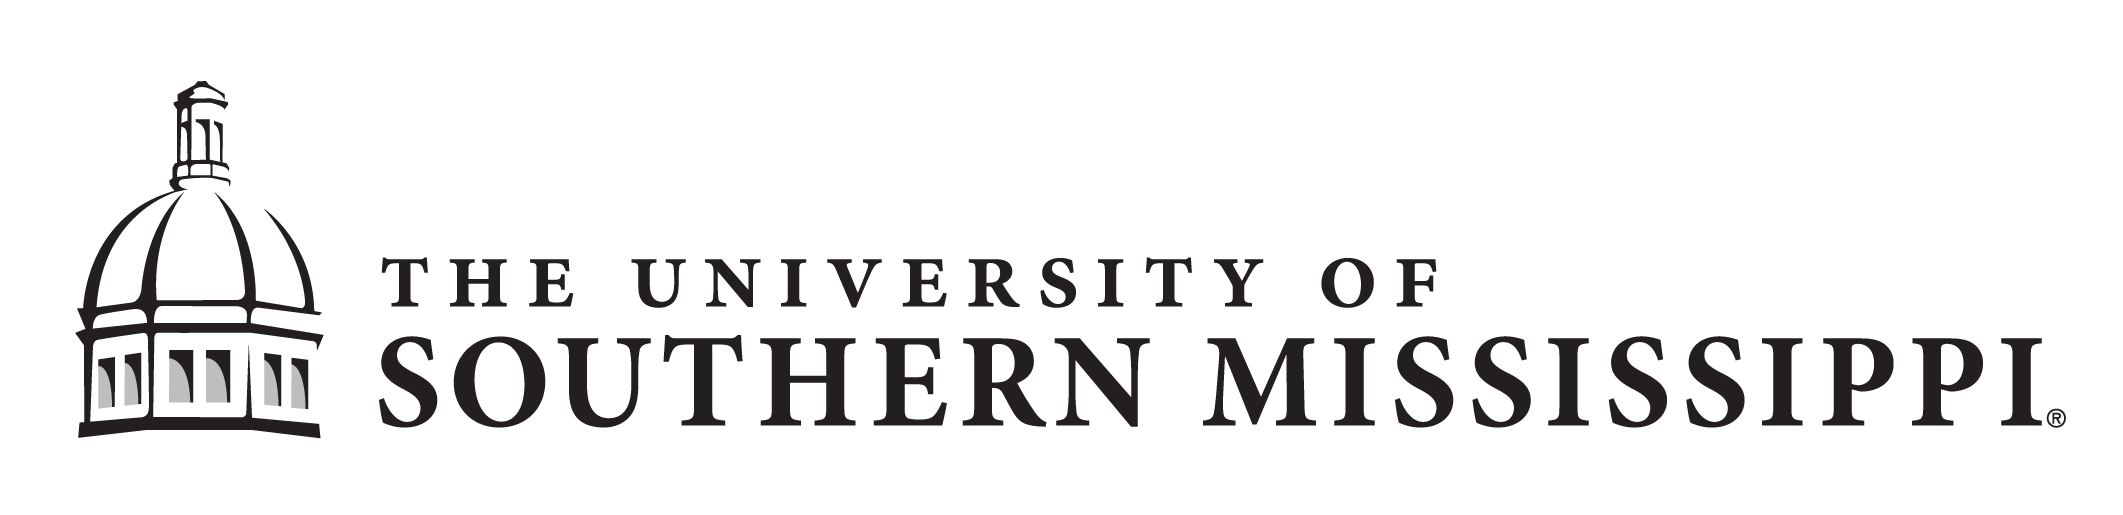 THE UNIVERSITY OF
SOUTHERN MISSISSIPPI®